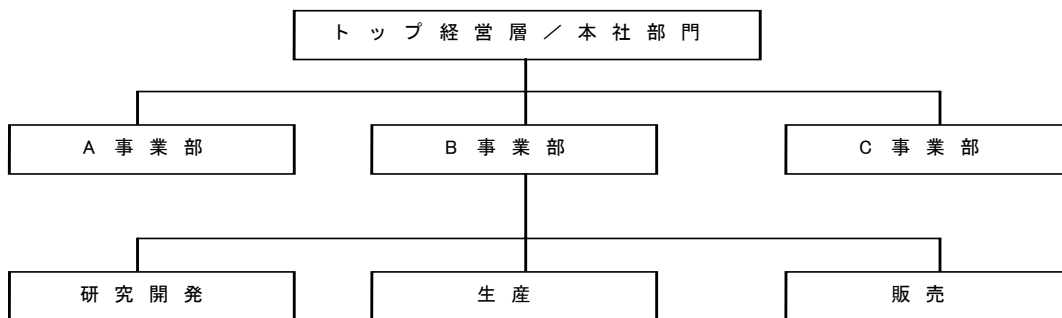 トップ経営層／本社部門
A事業部
B事業部
C事業部
研究開発
生産
販売